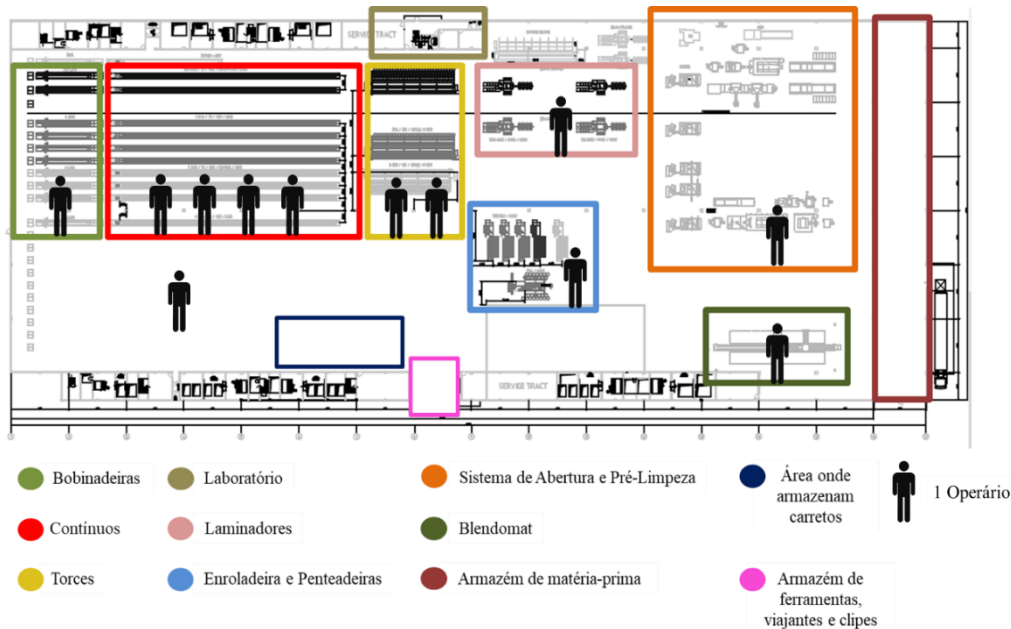 SERVICE TRACT
SERVICE TRACT
Bobinadeiras
Laboratório
Sistema de Abertura e Pré-Limpeza
Área onde
armazenam
carretos
1 Operário
Contínuos
Laminadores
Blendomat
Torces
Enroladeira e Penteadeiras
Armazém de matéria-prima
Armazém de
ferramentas,
viajantes e clipes